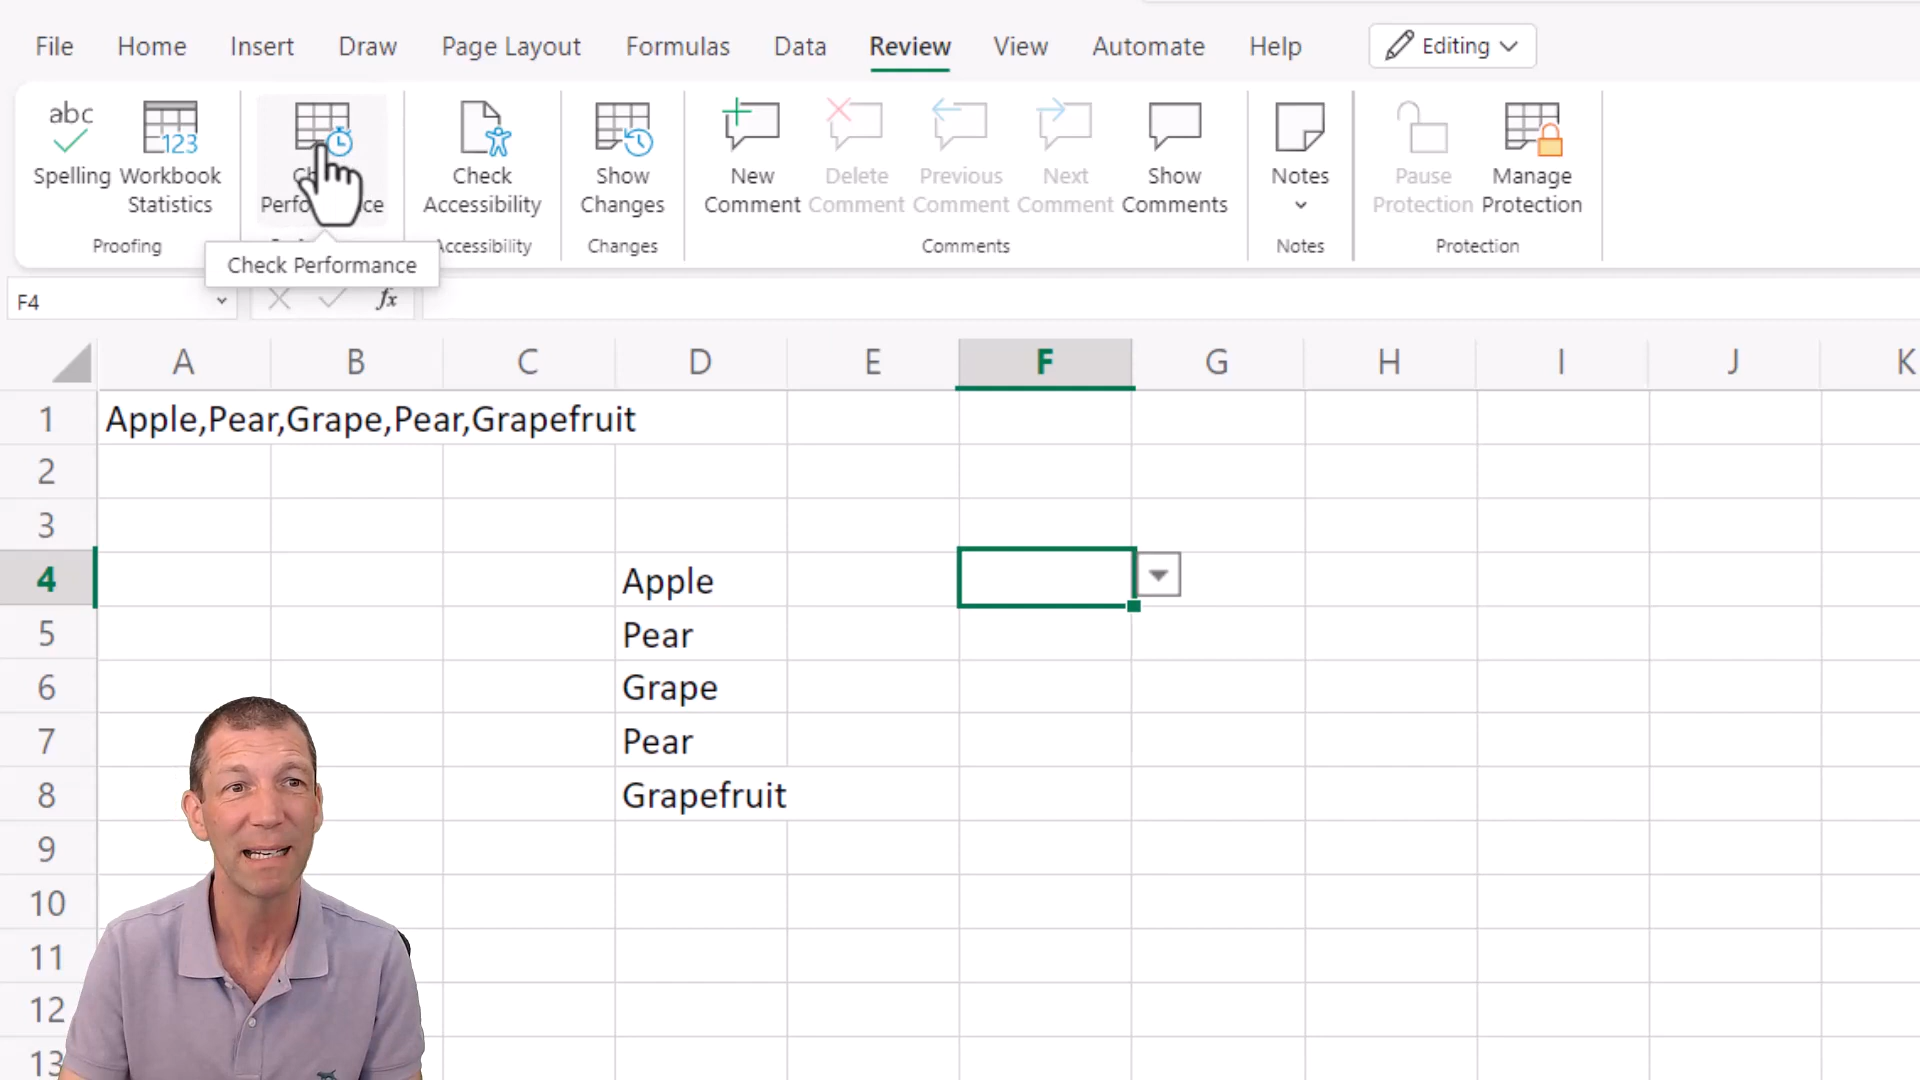 File Home Insert Draw Page Layout Formulas Data Review View Automate Help Editing
abc 123
Spelling Workbook Statistics
Check Accessibility
Show Changes
New Comment
Delete Comment
Previous Comment
Next Comment
Show Comments
Notes
Pause Protection
Manage Protection
Proofing Accessibility Changes Comments Notes Protection
Check Performance
F4 fx
A B C D E F G H I J K
1 Apple,Pear,Grape,Pear,Grapefruit
2
3
4 Apple
5 Pear
6 Grape
7 Pear
8 Grapefruit
9
10
11
12
13